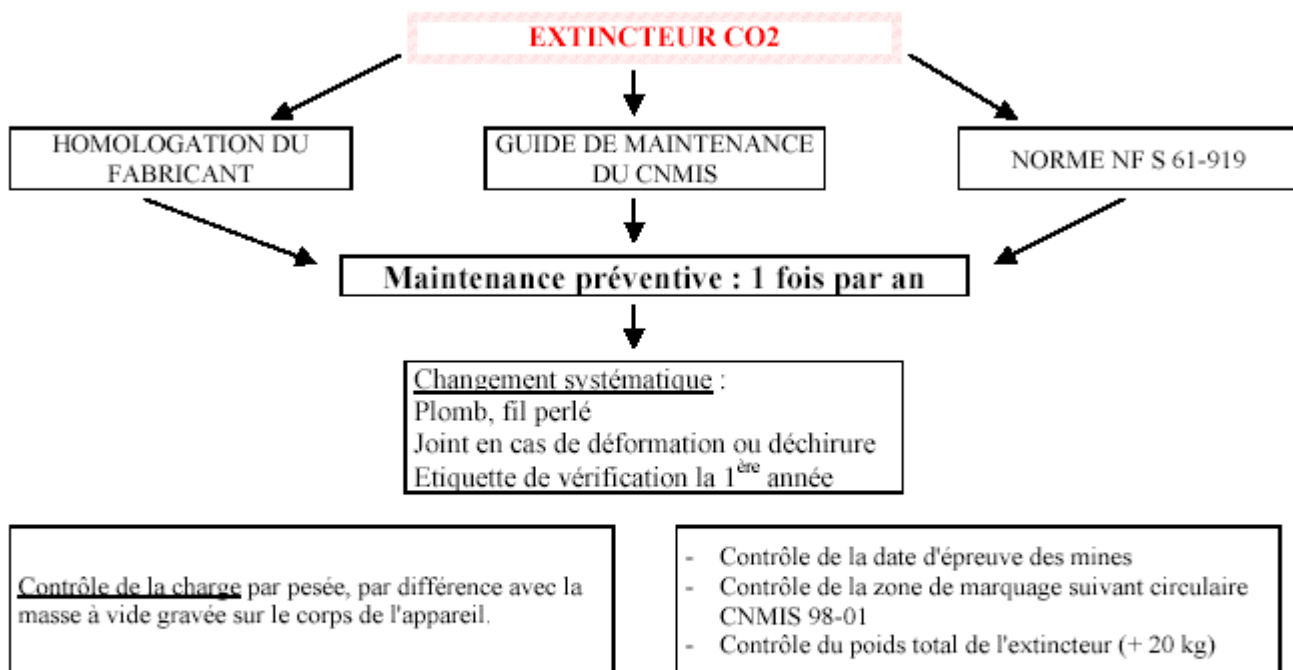 EXTINCTEUR CO2
HOMOLOGATION DU
FABRICANT
GUIDE DE MAINTENANCE
DU CNMIS
NORME NF S 61-919
Maintenance préventive : 1 fois par an
Changement systématique :
Plomb, fil perlé
Joint en cas de déformation ou déchirure
Etiquette de vérification la 1ère année
Contrôle de la charge par pesée, par différence avec la
masse à vide gravée sur le corps de l'appareil.
- Contrôle de la date d'épreuve des mines
- Contrôle de la zone de marquage suivant circulaire
CNMIS 98-01
- Contrôle du poids total de l'extincteur (+ 20 kg)